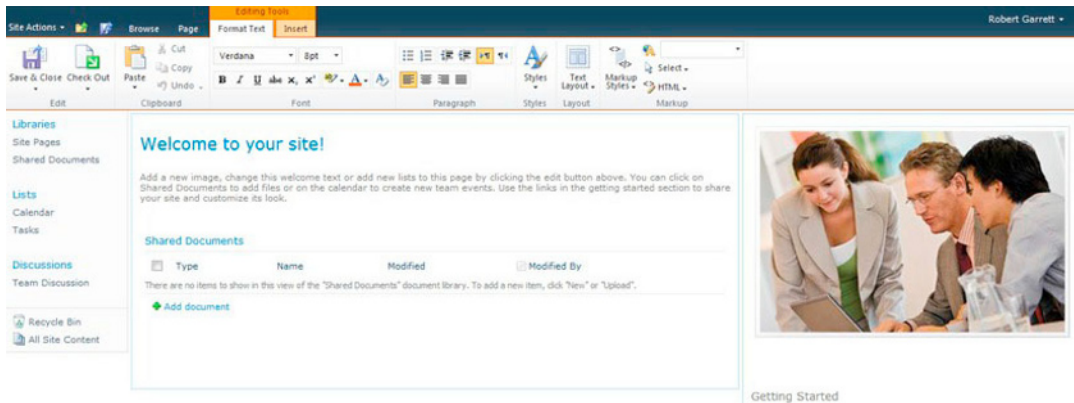 Editing Tools
Site Actions Browse Page Format Text Insert Robert Garrett
Save & Close Check Out Paste Cut Copy Undo Verdana 8pt B I U abc x, x' A Styles Text Layout Markup Styles Select HTML
Edit Clipboard Font Paragraph Styles Layout Markup
Libraries
Site Pages
Shared Documents
Lists
Calendar
Tasks
Discussions
Team Discussion
Recycle Bin
All Site Content
Welcome to your site!
Add a new image, change this welcome text or add new lists to this page by clicking the edit button above. You can click on
Shared Documents to add files or on the calendar to create new team events. Use the links in the getting started section to share
your site and customize its look.
Shared Documents
Type Name Modified Modified By
There are no items to show in this view of the "Shared Documents" document library. To add a new item, click "New" or "Upload".
Add document
Getting Started